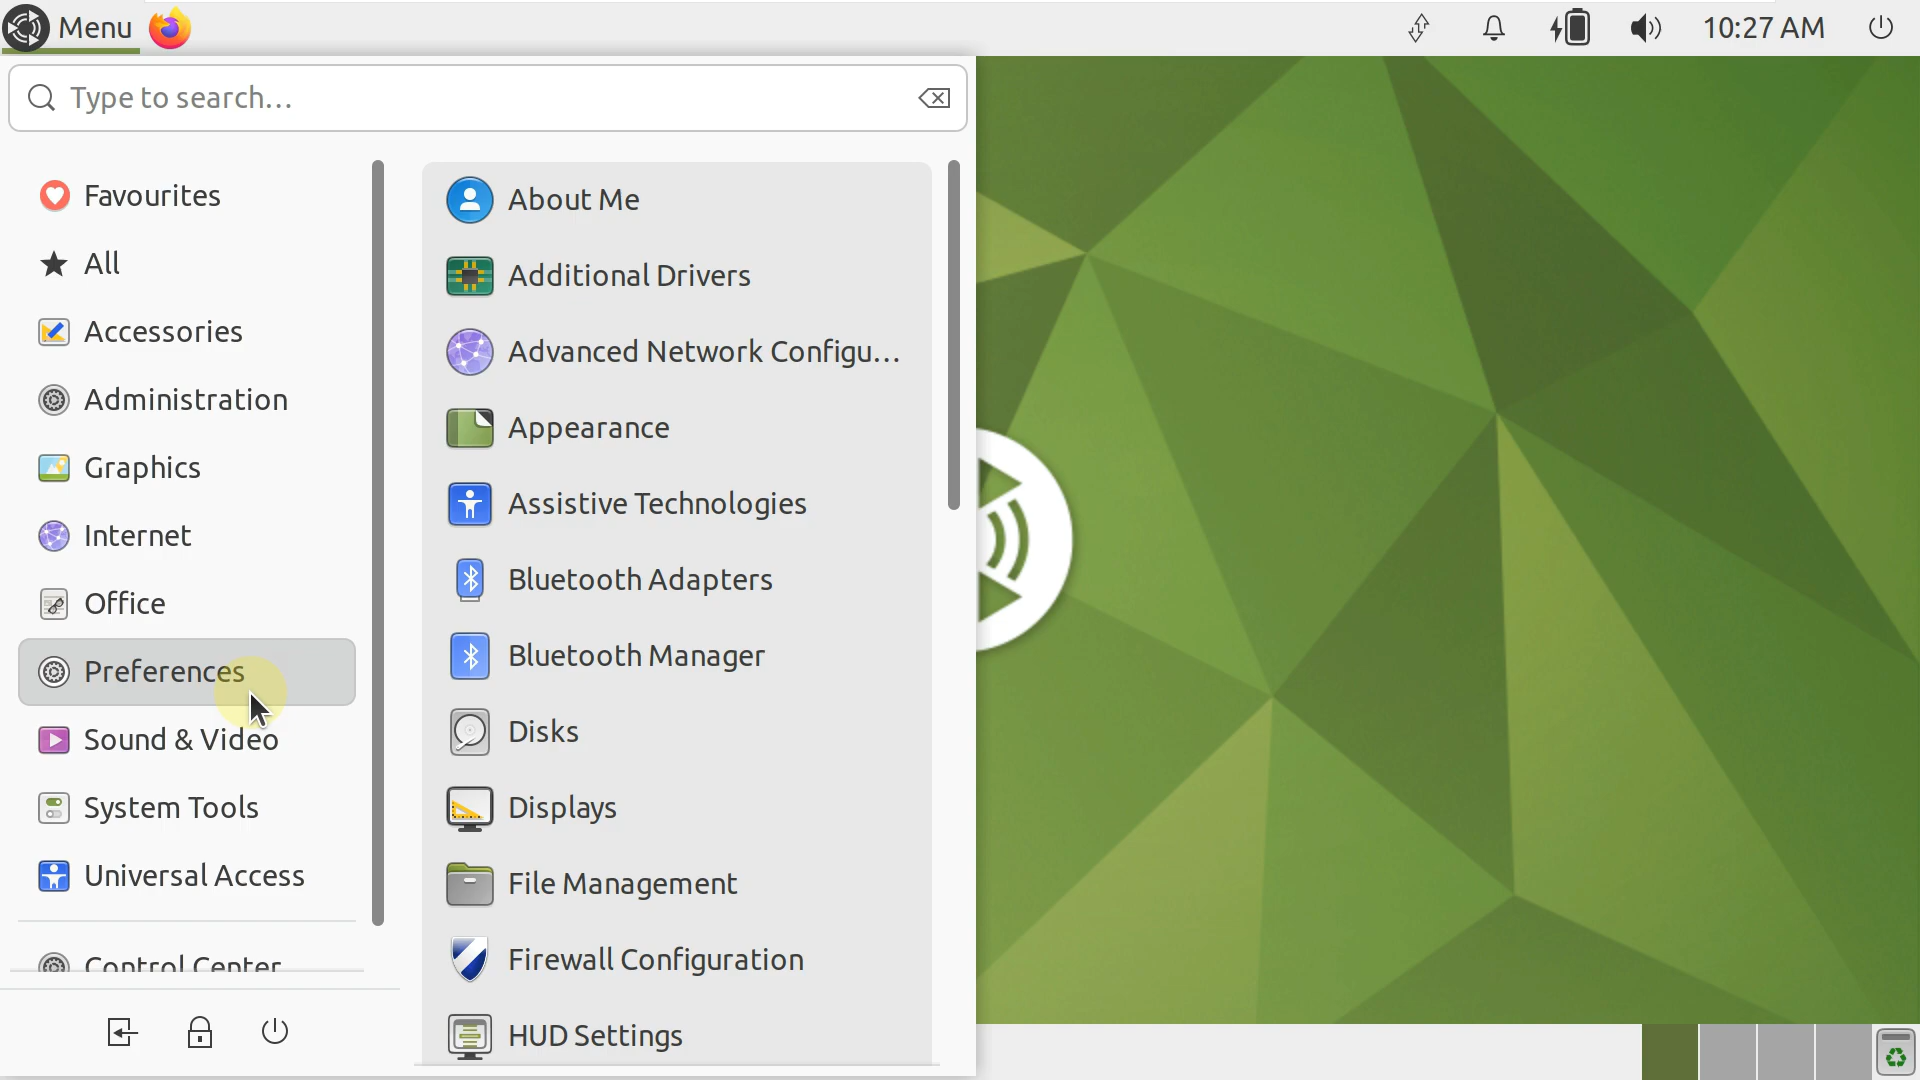 Menu
10:27 AM
Type to search...
Favourites
All
Accessories
Administration
Graphics
Internet
Office
Preferences
Sound & Video
System Tools
Universal Access
Control Center
About Me
Additional Drivers
Advanced Network Configu...
Appearance
Assistive Technologies
Bluetooth Adapters
Bluetooth Manager
Disks
Displays
File Management
Firewall Configuration
HUD Settings